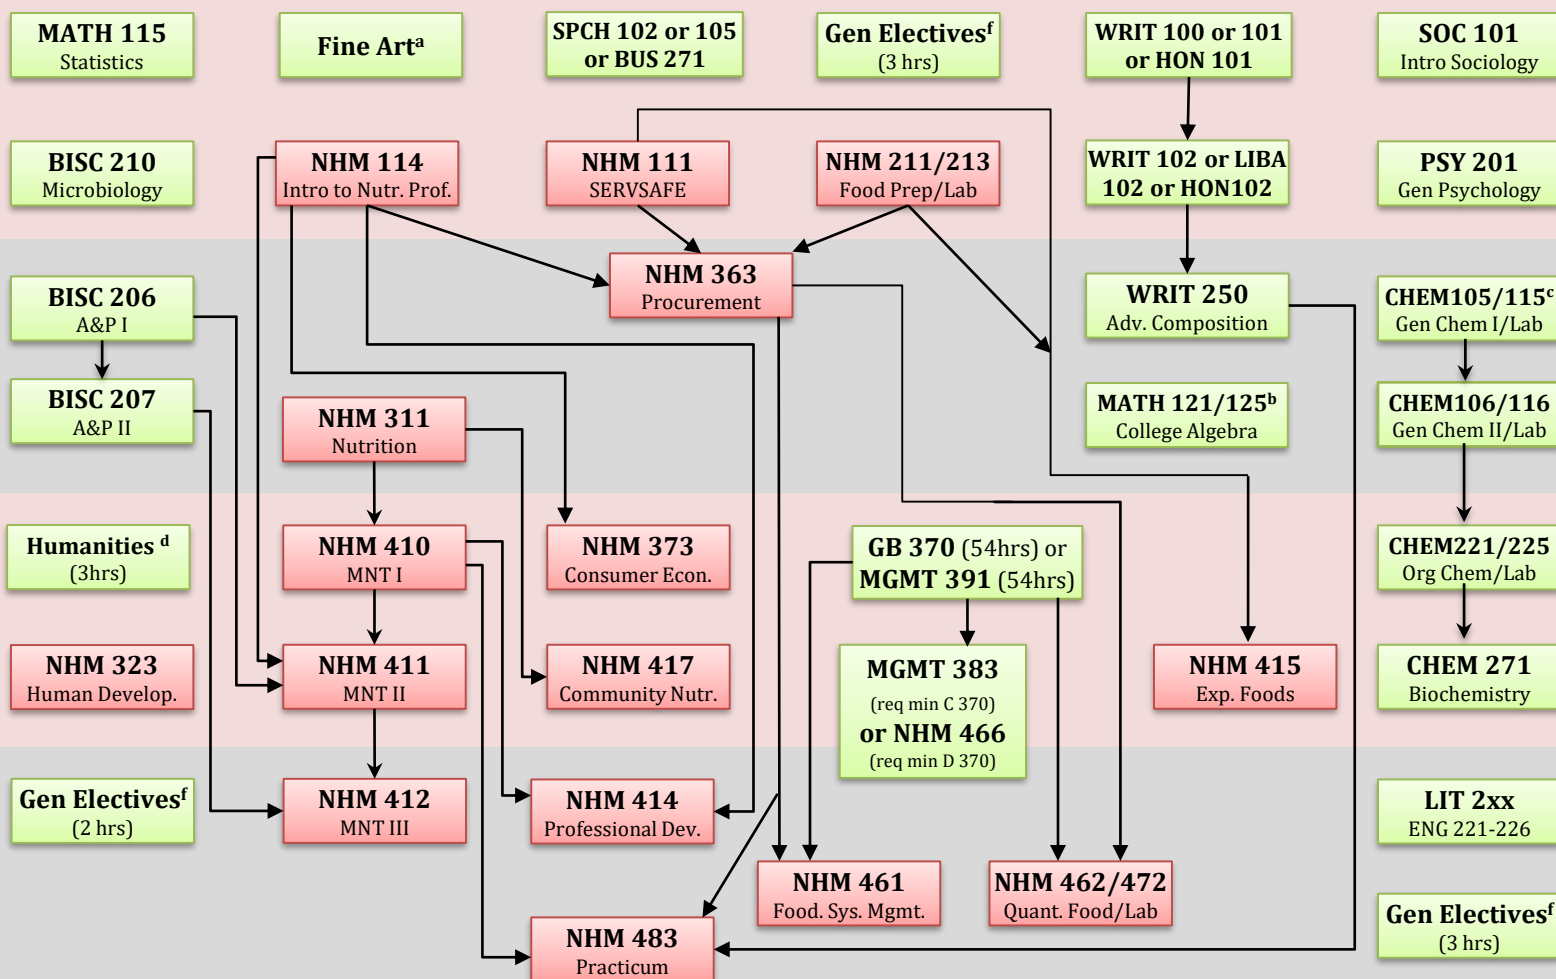 MATH 115
Statistics
Fine Artᵃ
SPCH 102 or 105
or BUS 271
Gen Electivesᶠ
(3 hrs)
WRIT 100 or 101
or HON 101
SOC 101
Intro Sociology
BISC 210
Microbiology
NHM 114
Intro to Nutr. Prof.
NHM 111
SERVSAFE
NHM 211/213
Food Prep/Lab
WRIT 102 or LIBA
102 or HON102
PSY 201
Gen Psychology
BISC 206
A&P I
NHM 363
Procurement
WRIT 250
Adv. Composition
CHEM105/115ᶜ
Gen Chem I/Lab
BISC 207
A&P II
NHM 311
Nutrition
MATH 121/125ᵇ
College Algebra
CHEM106/116
Gen Chem II/Lab
Humanities ᵈ
(3hrs)
NHM 410
MNT I
NHM 373
Consumer Econ.
GB 370 (54hrs) or
MGMT 391 (54hrs)
CHEM221/225
Org Chem/Lab
NHM 323
Human Develop.
NHM 411
MNT II
NHM 417
Community Nutr.
MGMT 383
(req min C 370)
or NHM 466
(req min D 370)
NHM 415
Exp. Foods
CHEM 271
Biochemistry
Gen Electivesᶠ
(2 hrs)
NHM 412
MNT III
NHM 414
Professional Dev.
LIT 2xx
ENG 221-226
NHM 461
Food. Sys. Mgmt.
NHM 462/472
Quant. Food/Lab
NHM 483
Practicum
Gen Electivesᶠ
(3 hrs)